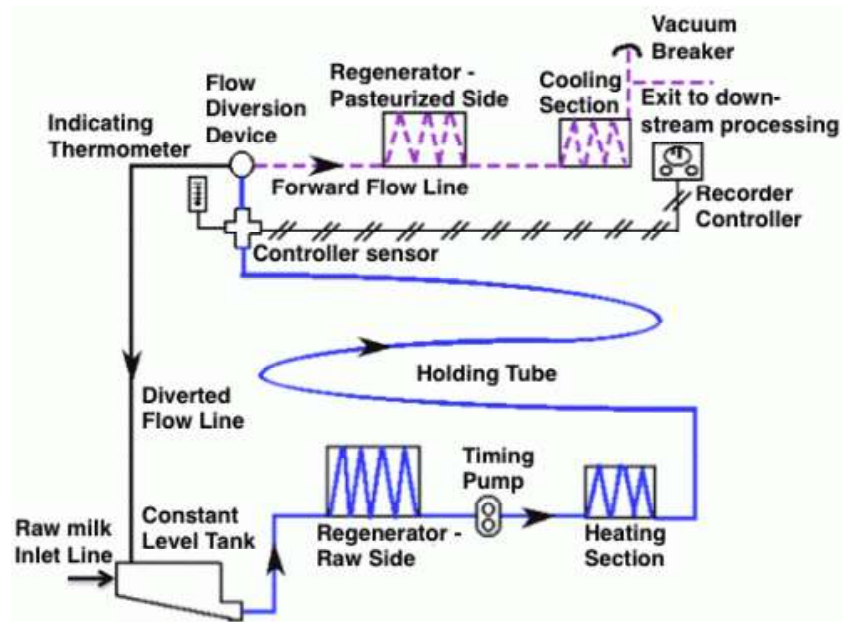 Vacuum
Breaker
Flow
Diversion
Device
Regenerator -
Pasteurized Side
Cooling
Section
Exit to down-
stream processing
Indicating
Thermometer
Forward Flow Line
Recorder
Controller
Controller sensor
Holding Tube
Diverted
Flow Line
Timing
Pump
Raw milk
Inlet Line
Constant
Level Tank
Regenerator -
Raw Side
Heating
Section